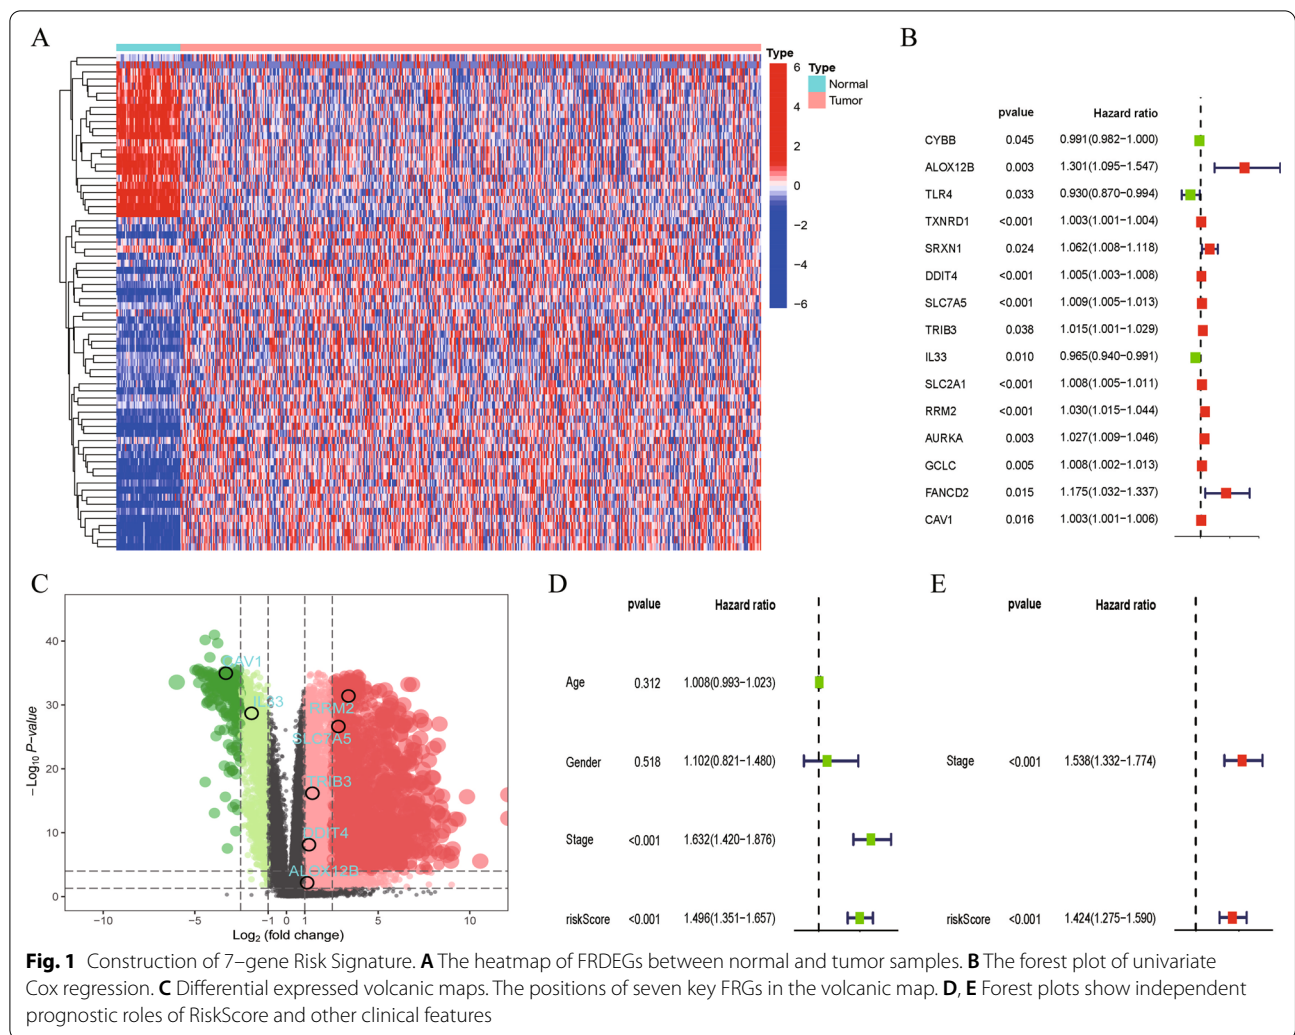 A
Type
6
4
2
0
−2
−4
−6
Type
Normal
Tumor
B
pvalue Hazard ratio
CYBB 0.045 0.991(0.982−1.000)
ALOX12B 0.003 1.301(1.095−1.547)
TLR4 0.033 0.930(0.870−0.994)
TXNRD1 <0.001 1.003(1.001−1.004)
SRXN1 0.024 1.062(1.008−1.118)
DDIT4 <0.001 1.005(1.003−1.008)
SLC7A5 <0.001 1.009(1.005−1.013)
TRIB3 0.038 1.015(1.001−1.029)
IL33 0.010 0.965(0.940−0.991)
SLC2A1 <0.001 1.008(1.005−1.011)
RRM2 <0.001 1.030(1.015−1.044)
AURKA 0.003 1.027(1.009−1.046)
GCLC 0.005 1.008(1.002−1.013)
FANCD2 0.015 1.175(1.032−1.337)
CAV1 0.016 1.003(1.001−1.006)
C
−Log10 P-value
40
30
20
10
0
CAV1
IL33
RRM2
SLC7A5
TRIB3
DDIT4
ALOX12B
−10 −5 −1 0 1 5 10
Log2 (fold change)
D
pvalue Hazard ratio
Age 0.312 1.008(0.993−1.023)
Gender 0.518 1.102(0.821−1.480)
Stage <0.001 1.632(1.420−1.876)
riskScore <0.001 1.496(1.351−1.657)
E
pvalue Hazard ratio
Stage <0.001 1.538(1.332−1.774)
riskScore <0.001 1.424(1.275−1.590)
Fig. 1 Construction of 7–gene Risk Signature. A The heatmap of FRDEGs between normal and tumor samples. B The forest plot of univariate
Cox regression. C Differential expressed volcanic maps. The positions of seven key FRGs in the volcanic map. D, E Forest plots show independent
prognostic roles of RiskScore and other clinical features